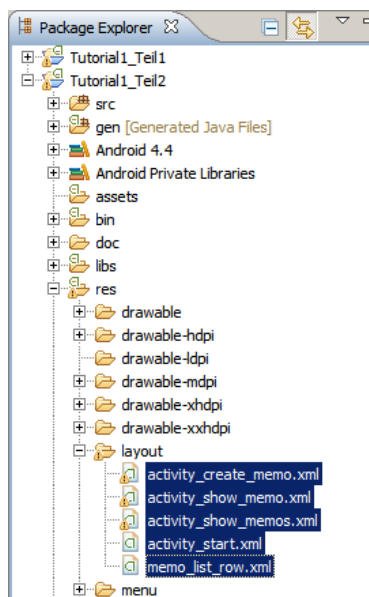 Package Explorer
Tutorial1_Teil1
Tutorial1_Teil2
src
gen [Generated Java Files]
Android 4.4
Android Private Libraries
assets
bin
doc
libs
res
drawable
drawable-hdpi
drawable-ldpi
drawable-mdpi
drawable-xhdpi
drawable-xxhdpi
layout
activity_create_memo.xml
activity_show_memo.xml
activity_show_memos.xml
activity_start.xml
memo_list_row.xml
menu